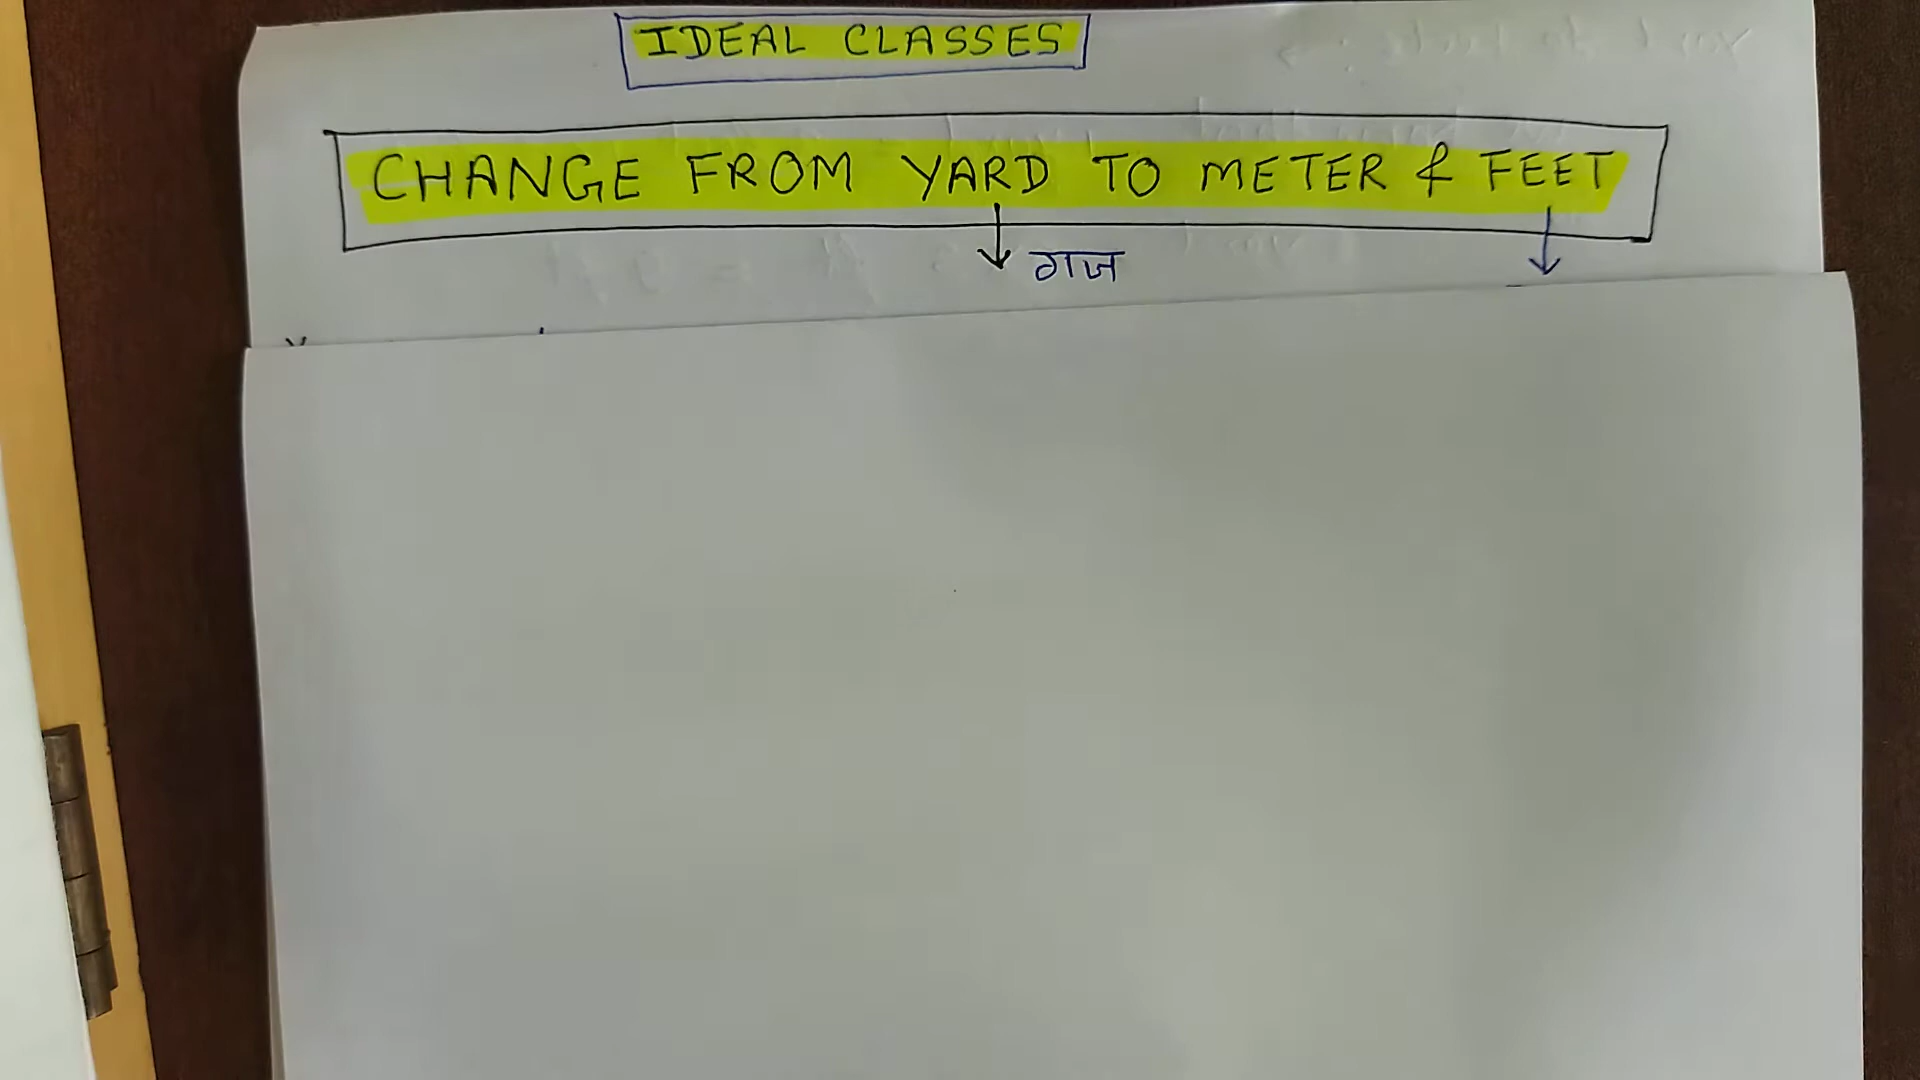 IDEAL CLASSES
CHANGE FROM YARD TO METER & FEET
गज